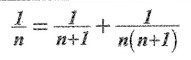 1/n = 1/(n+1) + 1/(n(n+1))